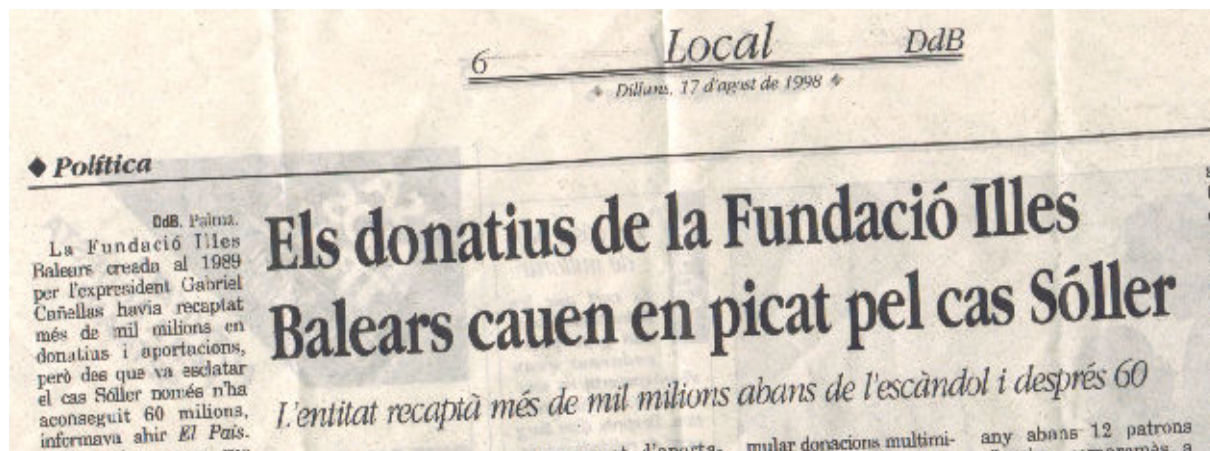 6 Local DdB
Dilluns, 17 d'agost de 1998
Política
DdB. Palma.
La Fundació Illes
Balears creada al 1989
per l'expresident Gabriel
Cañellas havia recaptat
més de mil milions en
donatius i aportacions,
però des que va esclatar
el cas Sóller només n'ha
aconseguit 60 milions,
informava ahir El País.
Els donatius de la Fundació Illes
Balears cauen en picat pel cas Sóller
L'entitat recaptà més de mil milions abans de l'escàndol i després 60
d'aporta-
mular donacions multimi-
any abans 12 patrons